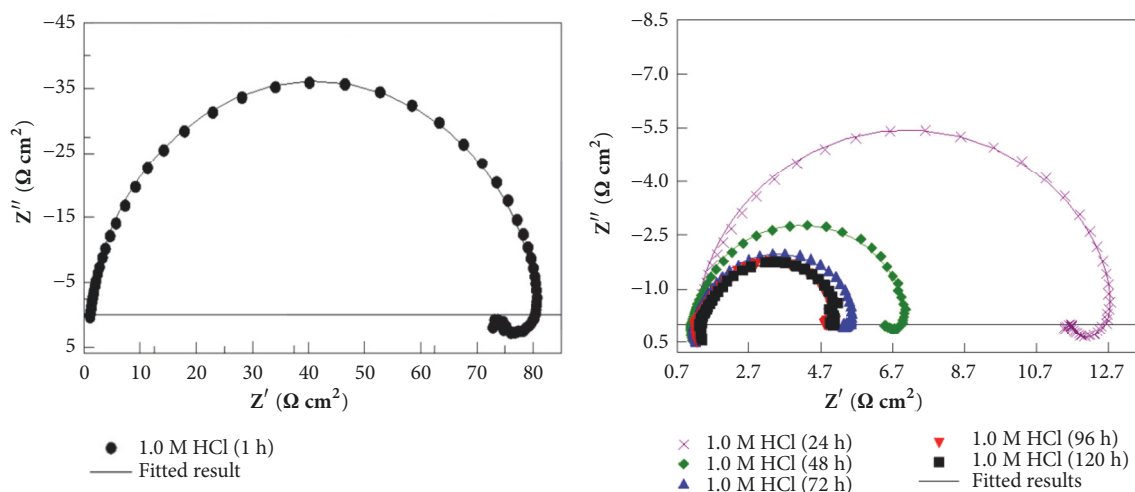 −45
−35
−25
−15
−5
5
Z″ (Ω cm²)
0 10 20 30 40 50 60 70 80
Z′ (Ω cm²)
1.0 M HCl (1 h)
Fitted result
−8.5
−7.0
−5.5
−4.0
−2.5
−1.0
0.5
Z″ (Ω cm²)
0.7 2.7 4.7 6.7 8.7 10.7 12.7
Z′ (Ω cm²)
1.0 M HCl (24 h)
1.0 M HCl (48 h)
1.0 M HCl (72 h)
1.0 M HCl (96 h)
1.0 M HCl (120 h)
Fitted results